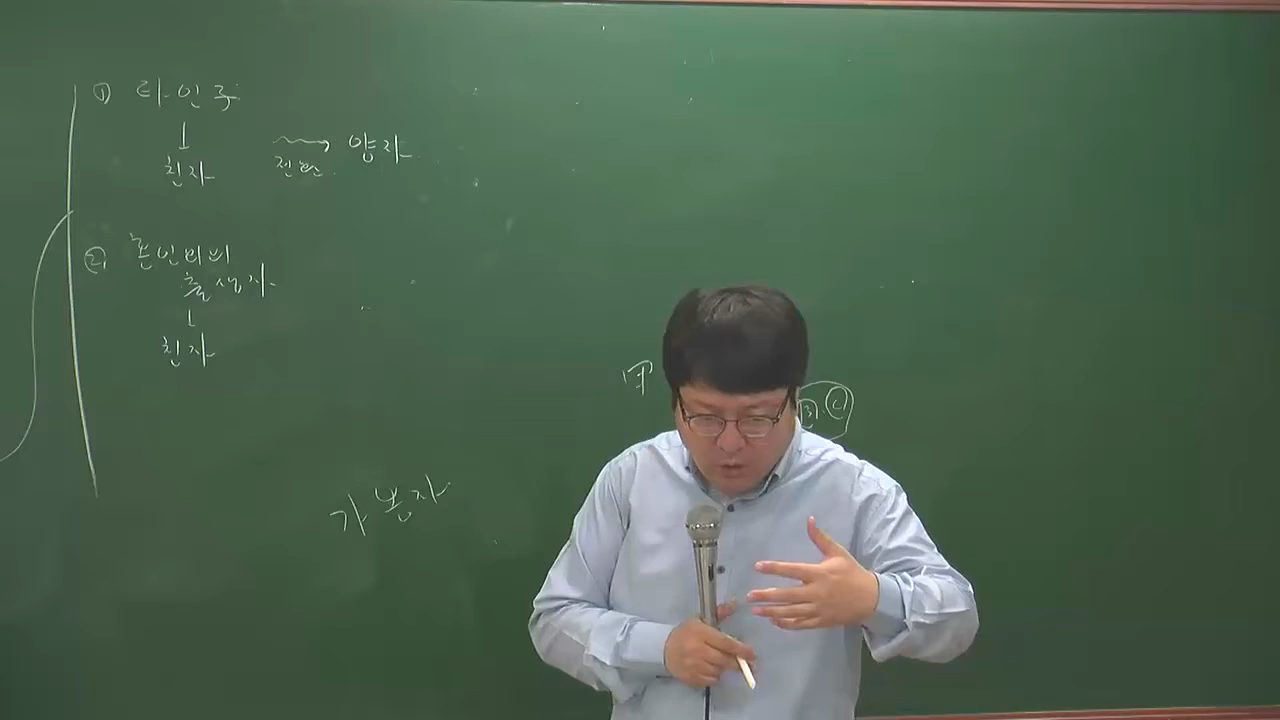 ① 타인子
↓
친자 전환 → 양자
② 혼인외의
출생자
↓
친자
甲
가봉자